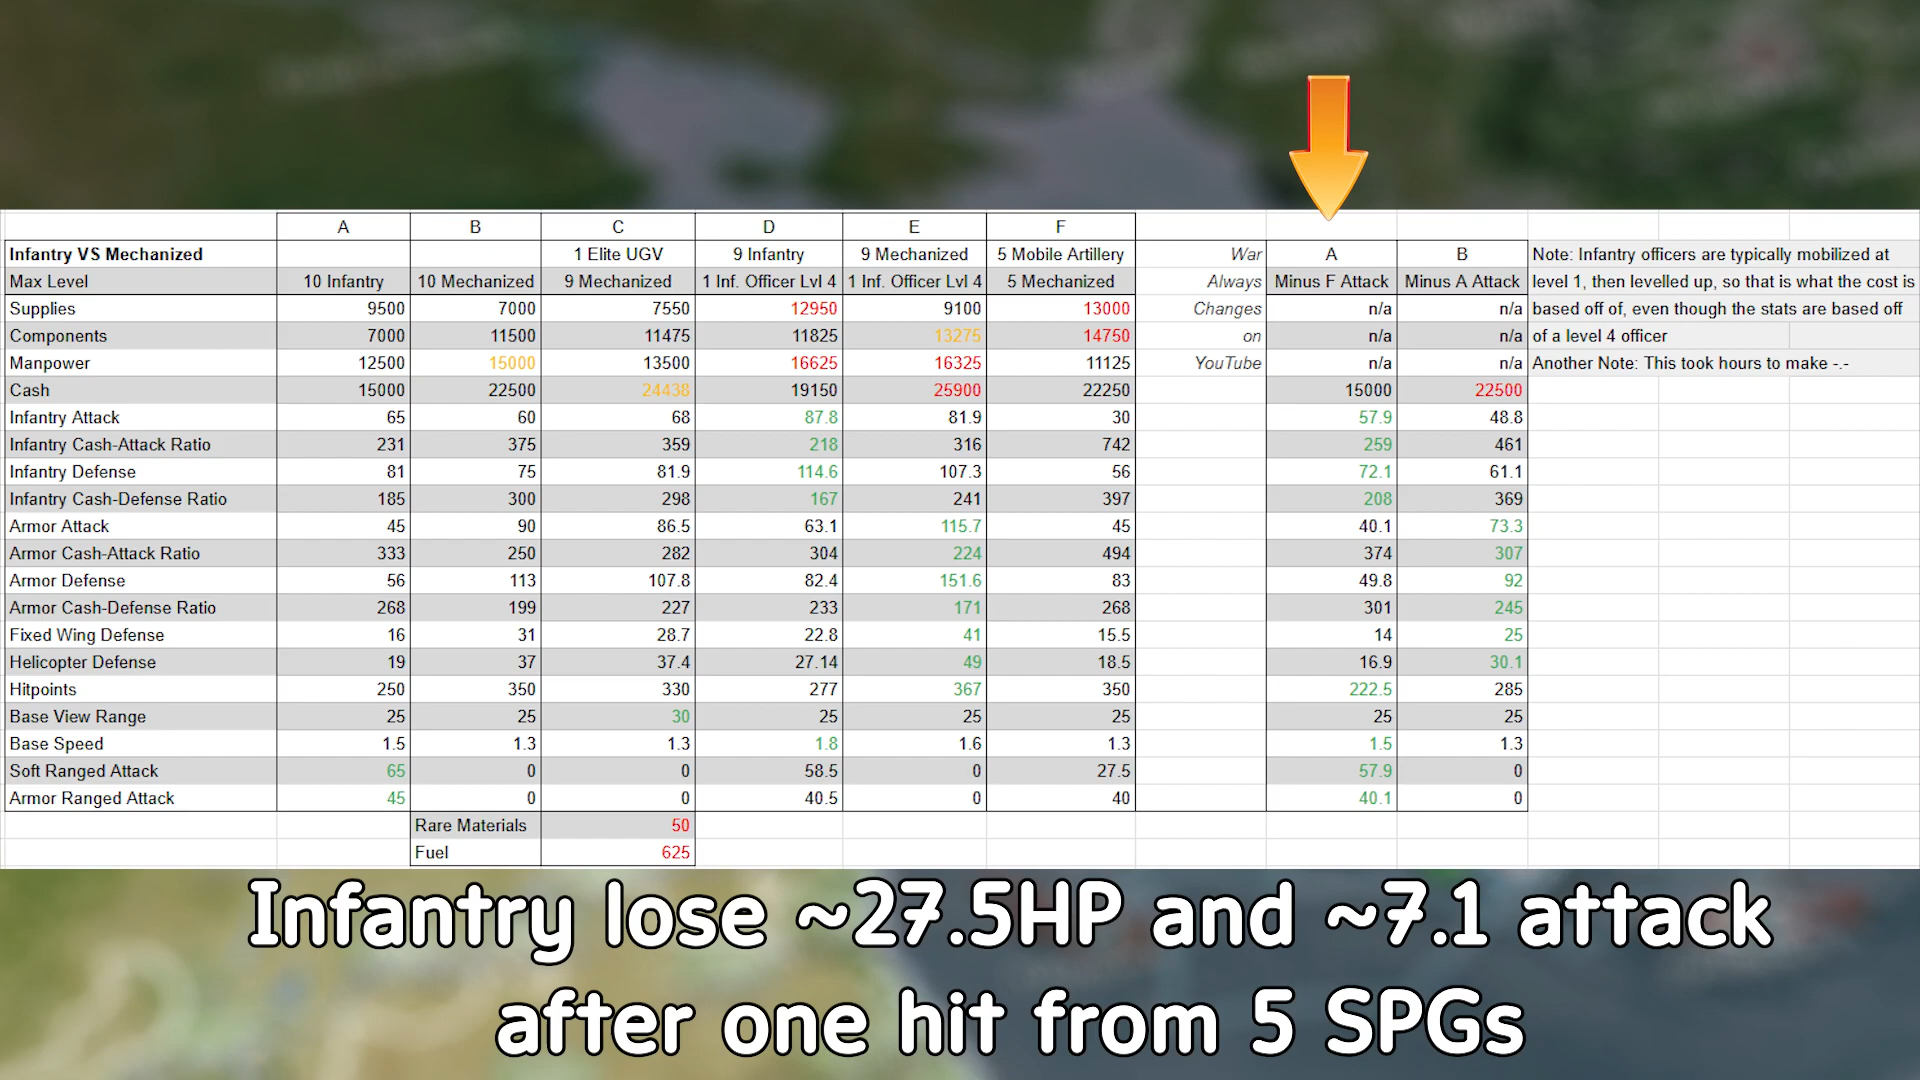 A B C D E F
Infantry VS Mechanized 1 Elite UGV 9 Infantry 9 Mechanized 5 Mobile Artillery War A B Note: Infantry officers are typically mobilized at
Max Level 10 Infantry 10 Mechanized 9 Mechanized 1 Inf. Officer Lvl 4 1 Inf. Officer Lvl 4 5 Mechanized Always Minus F Attack Minus A Attack level 1, then levelled up, so that is what the cost is
Supplies 9500 7000 7550 12950 9100 13000 Changes n/a n/a based off of, even though the stats are based off
Components 7000 11500 11475 11825 13275 14750 on n/a n/a of a level 4 officer
Manpower 12500 15000 13500 16625 16325 11125 YouTube n/a n/a Another Note: This took hours to make -.-
Cash 15000 22500 24438 19150 25900 22250 15000 22500
Infantry Attack 65 60 68 87.8 81.9 30 57.9 48.8
Infantry Cash-Attack Ratio 231 375 359 218 316 742 259 461
Infantry Defense 81 75 81.9 114.6 107.3 56 72.1 61.1
Infantry Cash-Defense Ratio 185 300 298 167 241 397 208 369
Armor Attack 45 90 86.5 63.1 115.7 45 40.1 73.3
Armor Cash-Attack Ratio 333 250 282 304 224 494 374 307
Armor Defense 56 113 107.8 82.4 151.6 83 49.8 92
Armor Cash-Defense Ratio 268 199 227 233 171 268 301 245
Fixed Wing Defense 16 31 28.7 22.8 41 15.5 14 25
Helicopter Defense 19 37 37.4 27.14 49 18.5 16.9 30.1
Hitpoints 250 350 330 277 367 350 222.5 285
Base View Range 25 25 30 25 25 25 25 25
Base Speed 1.5 1.3 1.3 1.8 1.6 1.3 1.5 1.3
Soft Ranged Attack 65 0 0 58.5 0 27.5 57.9 0
Armor Ranged Attack 45 0 0 40.5 0 40 40.1 0
Rare Materials 50
Fuel 625
Infantry lose ~27.5HP and ~7.1 attack
after one hit from 5 SPGs